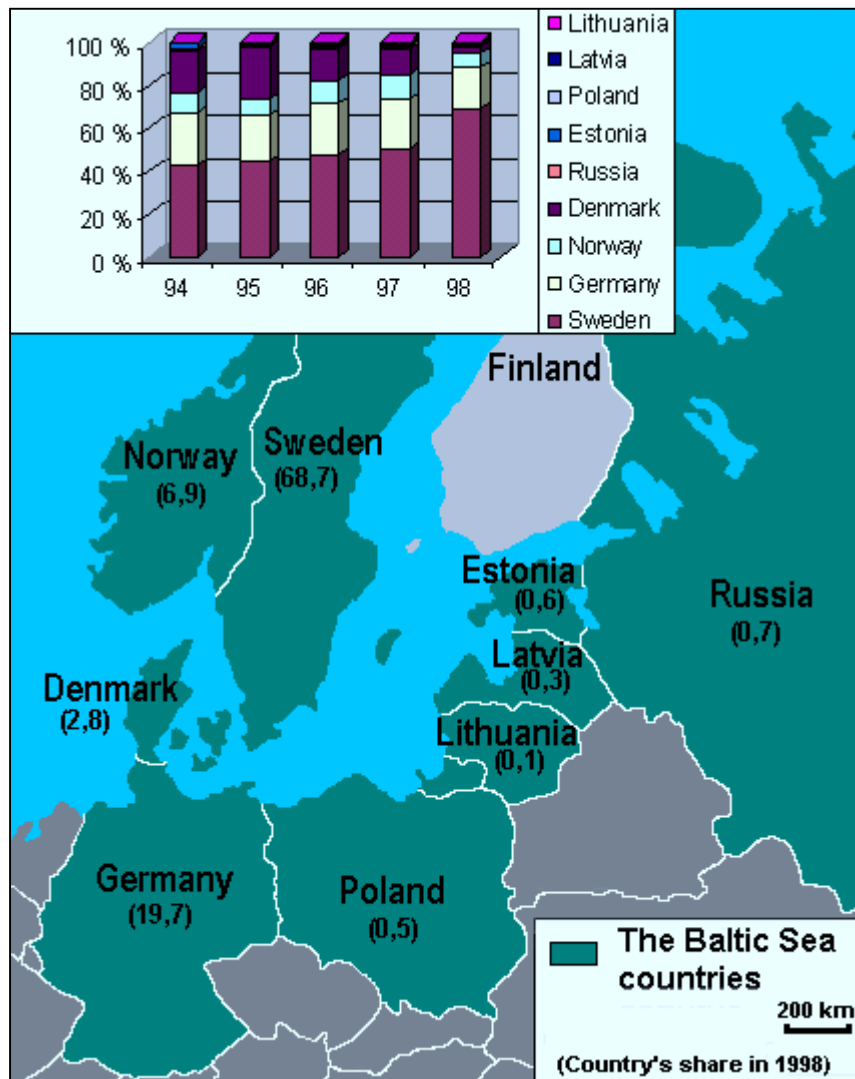 100 %
80 %
60 %
40 %
20 %
0 %
94 95 96 97 98
Lithuania
Latvia
Poland
Estonia
Russia
Denmark
Norway
Germany
Sweden
Finland
Norway
(6,9)
Sweden
(68,7)
Estonia
(0,6)
Russia
(0,7)
Latvia
(0,3)
Denmark
(2,8)
Lithuania
(0,1)
Germany
(19,7)
Poland
(0,5)
The Baltic Sea
countries
200 km
(Country's share in 1998)